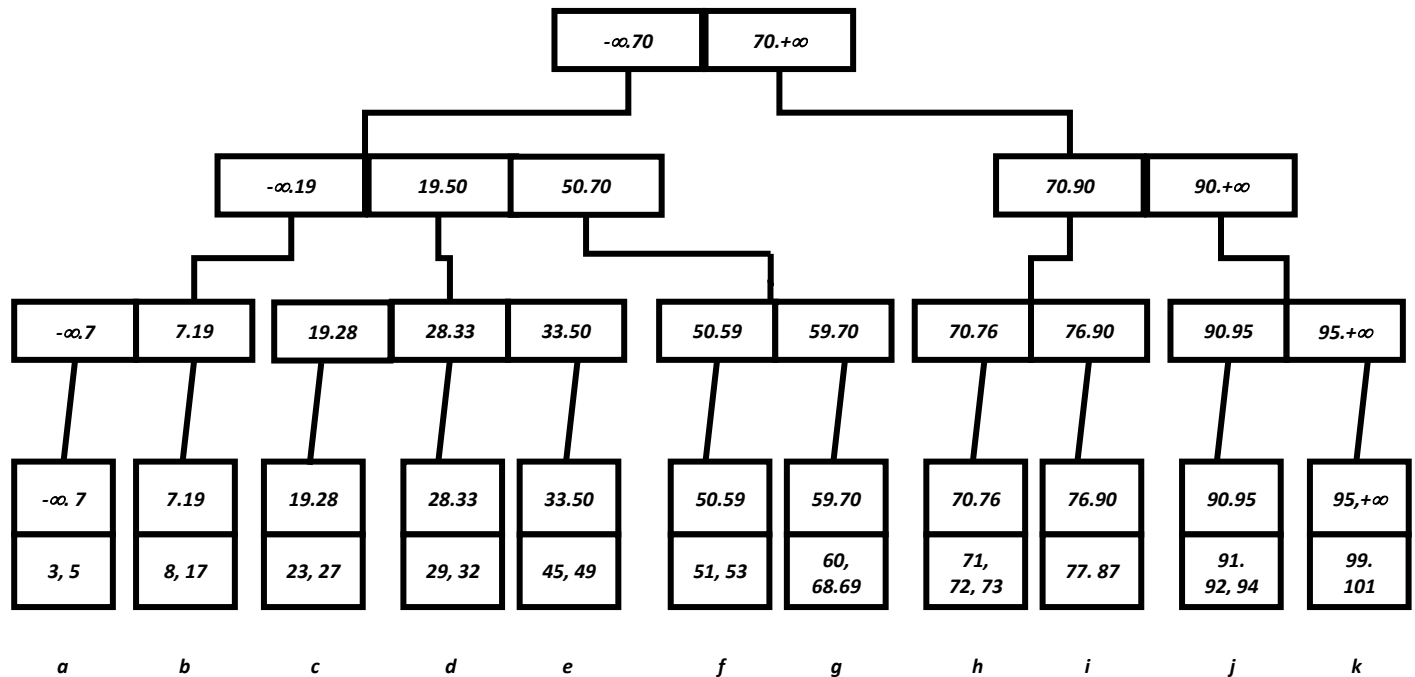 -∞.70 70.+∞
-∞.19 19.50 50.70 70.90 90.+∞
-∞.7 7.19 19.28 28.33 33.50 50.59 59.70 70.76 76.90 90.95 95.+∞
-∞. 7 7.19 19.28 28.33 33.50 50.59 59.70 70.76 76.90 90.95 95,+∞
3, 5 8, 17 23, 27 29, 32 45, 49 51, 53
60,
68.69
71,
72, 73
77. 87
91.
92, 94
99.
101
a b c d e f g h i j k